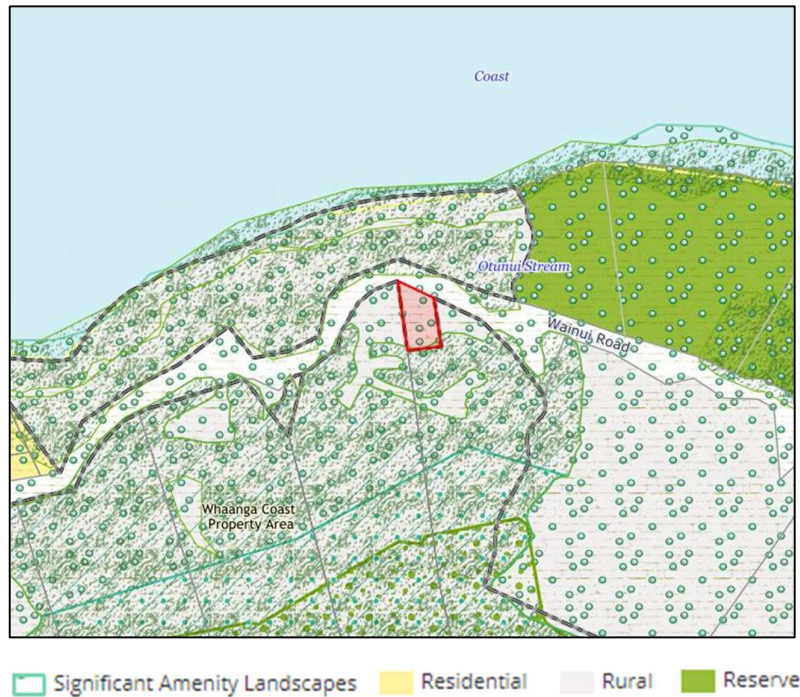 Coast
Otunui Stream
Wainui Road
Whaanga Coast
Property Area
Significant Amenity Landscapes
Residential
Rural
Reserve